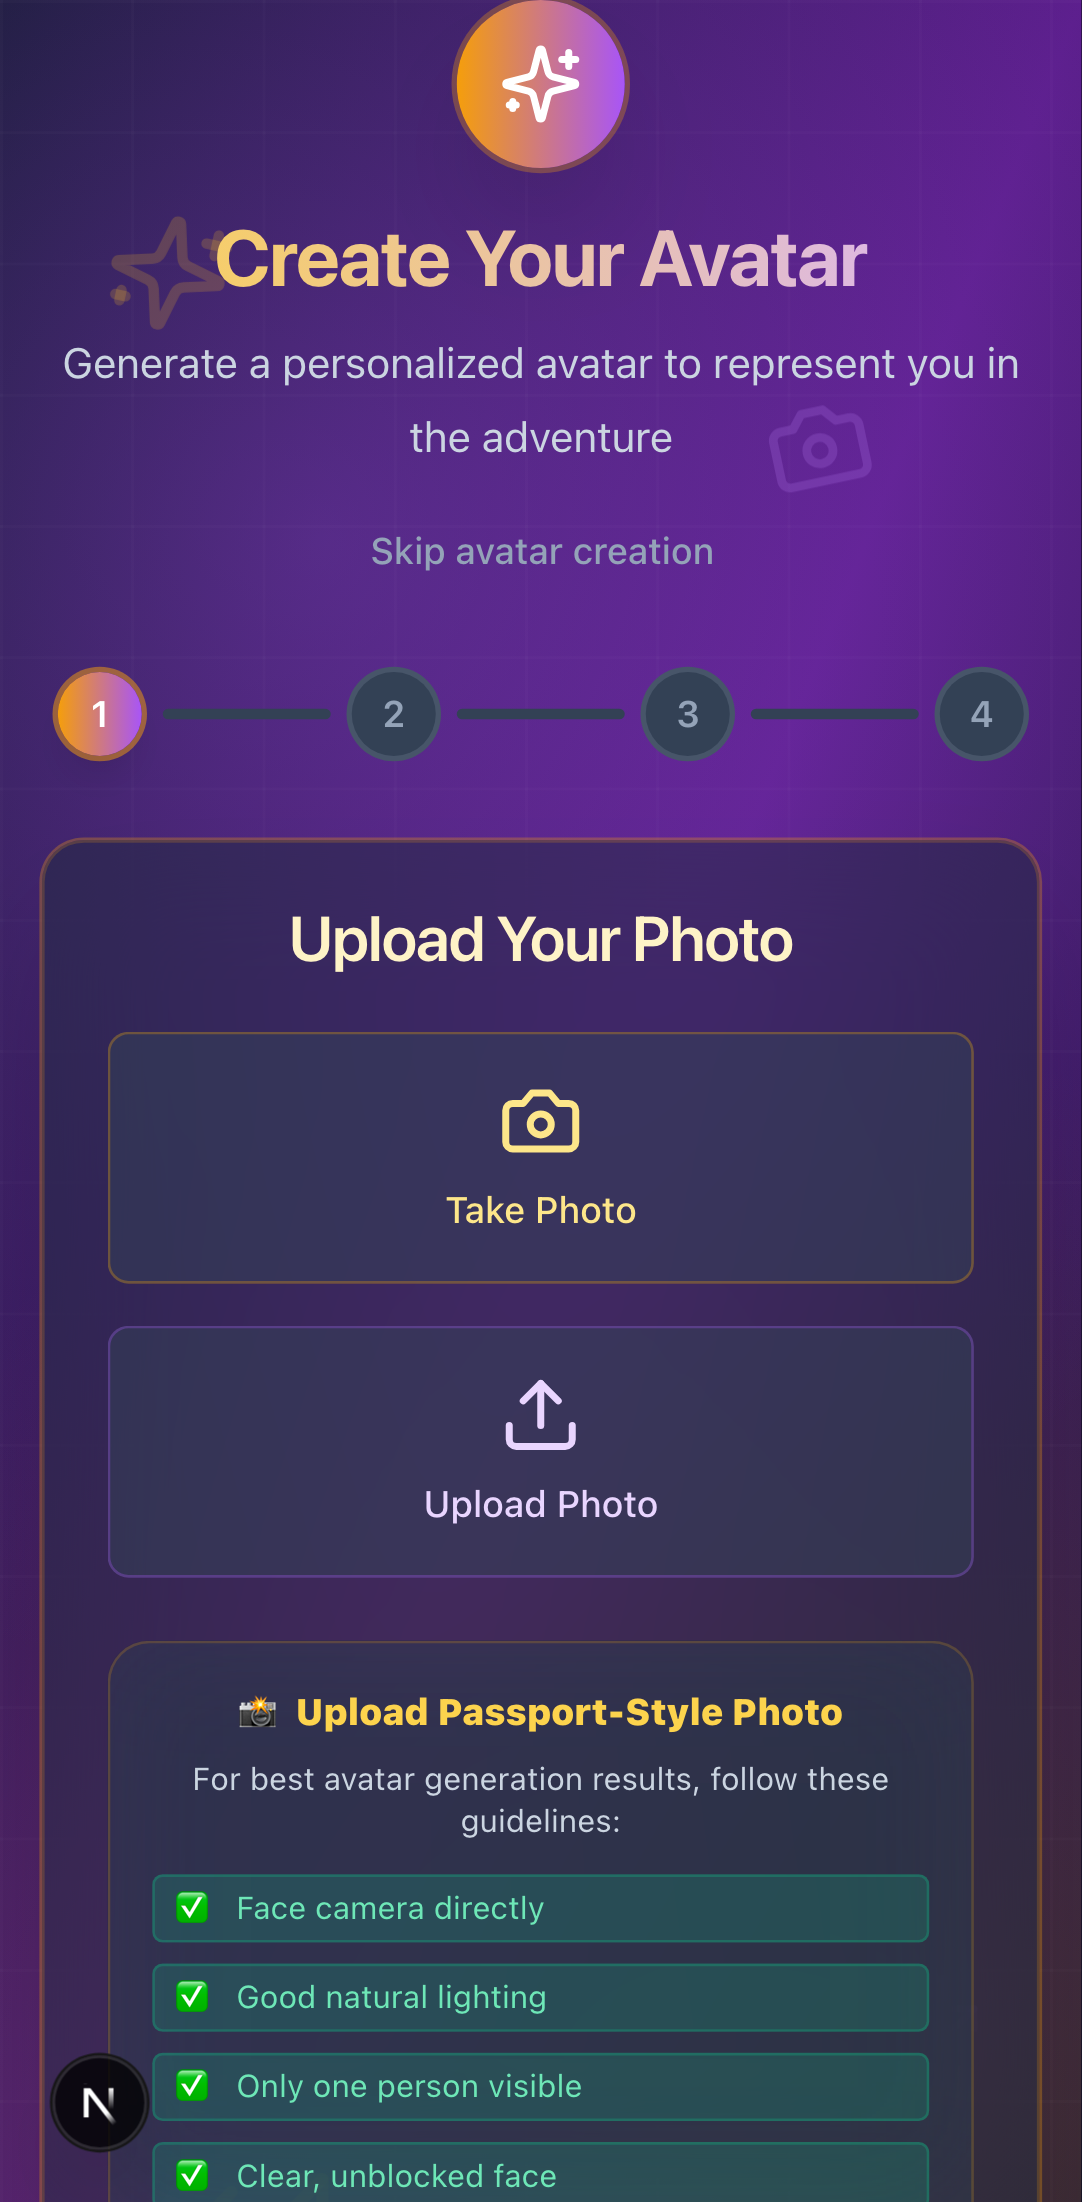 Create Your Avatar
Generate a personalized avatar to represent you in
the adventure
Skip avatar creation
1 2 3 4
Upload Your Photo
Take Photo
Upload Photo
📸 Upload Passport-Style Photo
For best avatar generation results, follow these
guidelines:
✅ Face camera directly
✅ Good natural lighting
✅ Only one person visible
N
✅ Clear, unblocked face